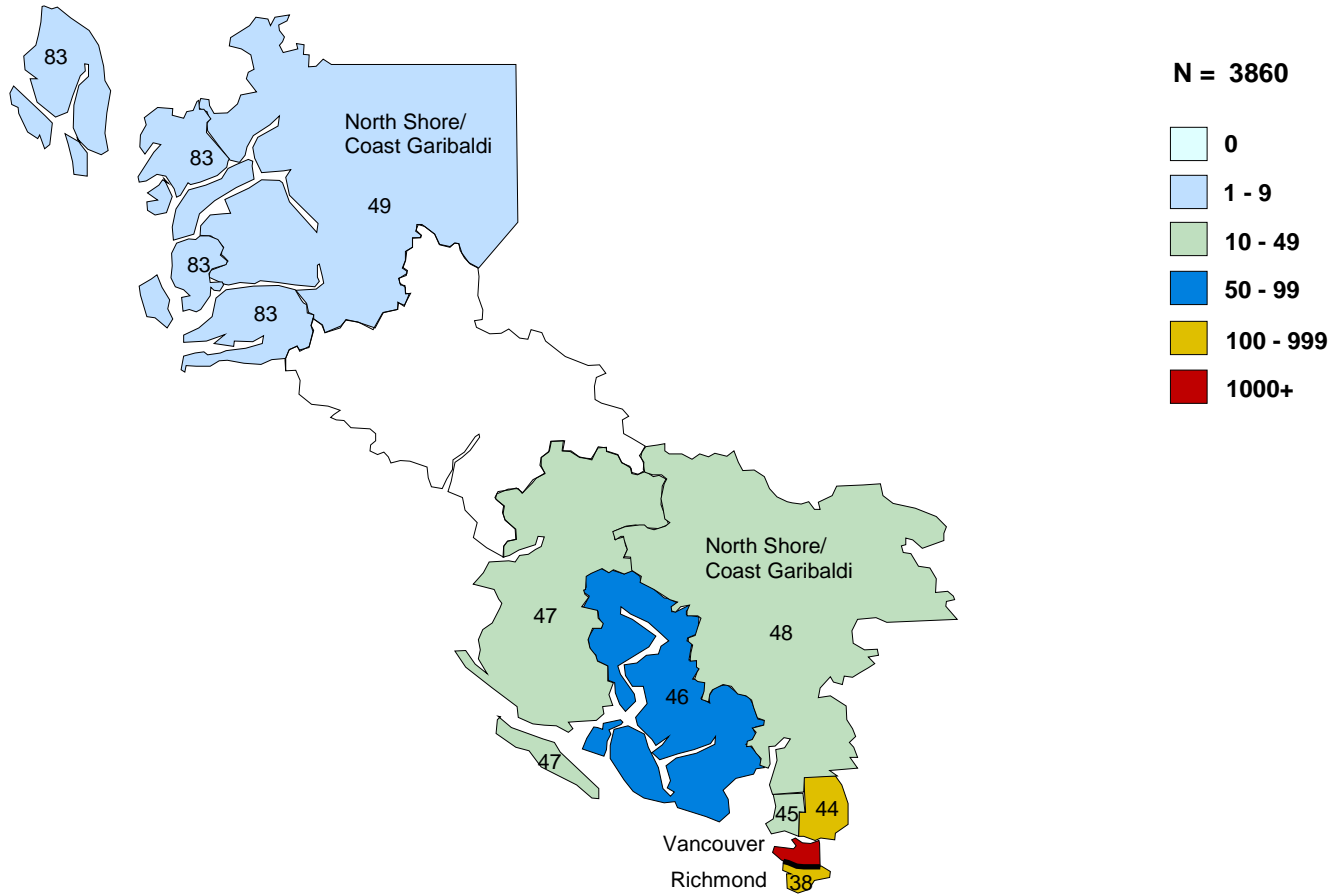 83
N = 3860
0
North Shore/
Coast Garibaldi
83
1 - 9
49
10 - 49
83
50 - 99
83
100 - 999
1000+
North Shore/
Coast Garibaldi
47
48
46
47
45
44
Vancouver
Richmond
38